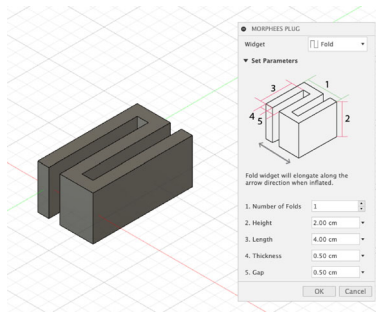 MORPHEES PLUG
Widget Fold
Set Parameters
3 1
4
5
2
Fold widget will elongate along the
arrow direction when inflated.
1. Number of Folds 1
2. Height 2.00 cm
3. Length 4.00 cm
4. Thickness 0.50 cm
5. Gap 0.50 cm
OK Cancel